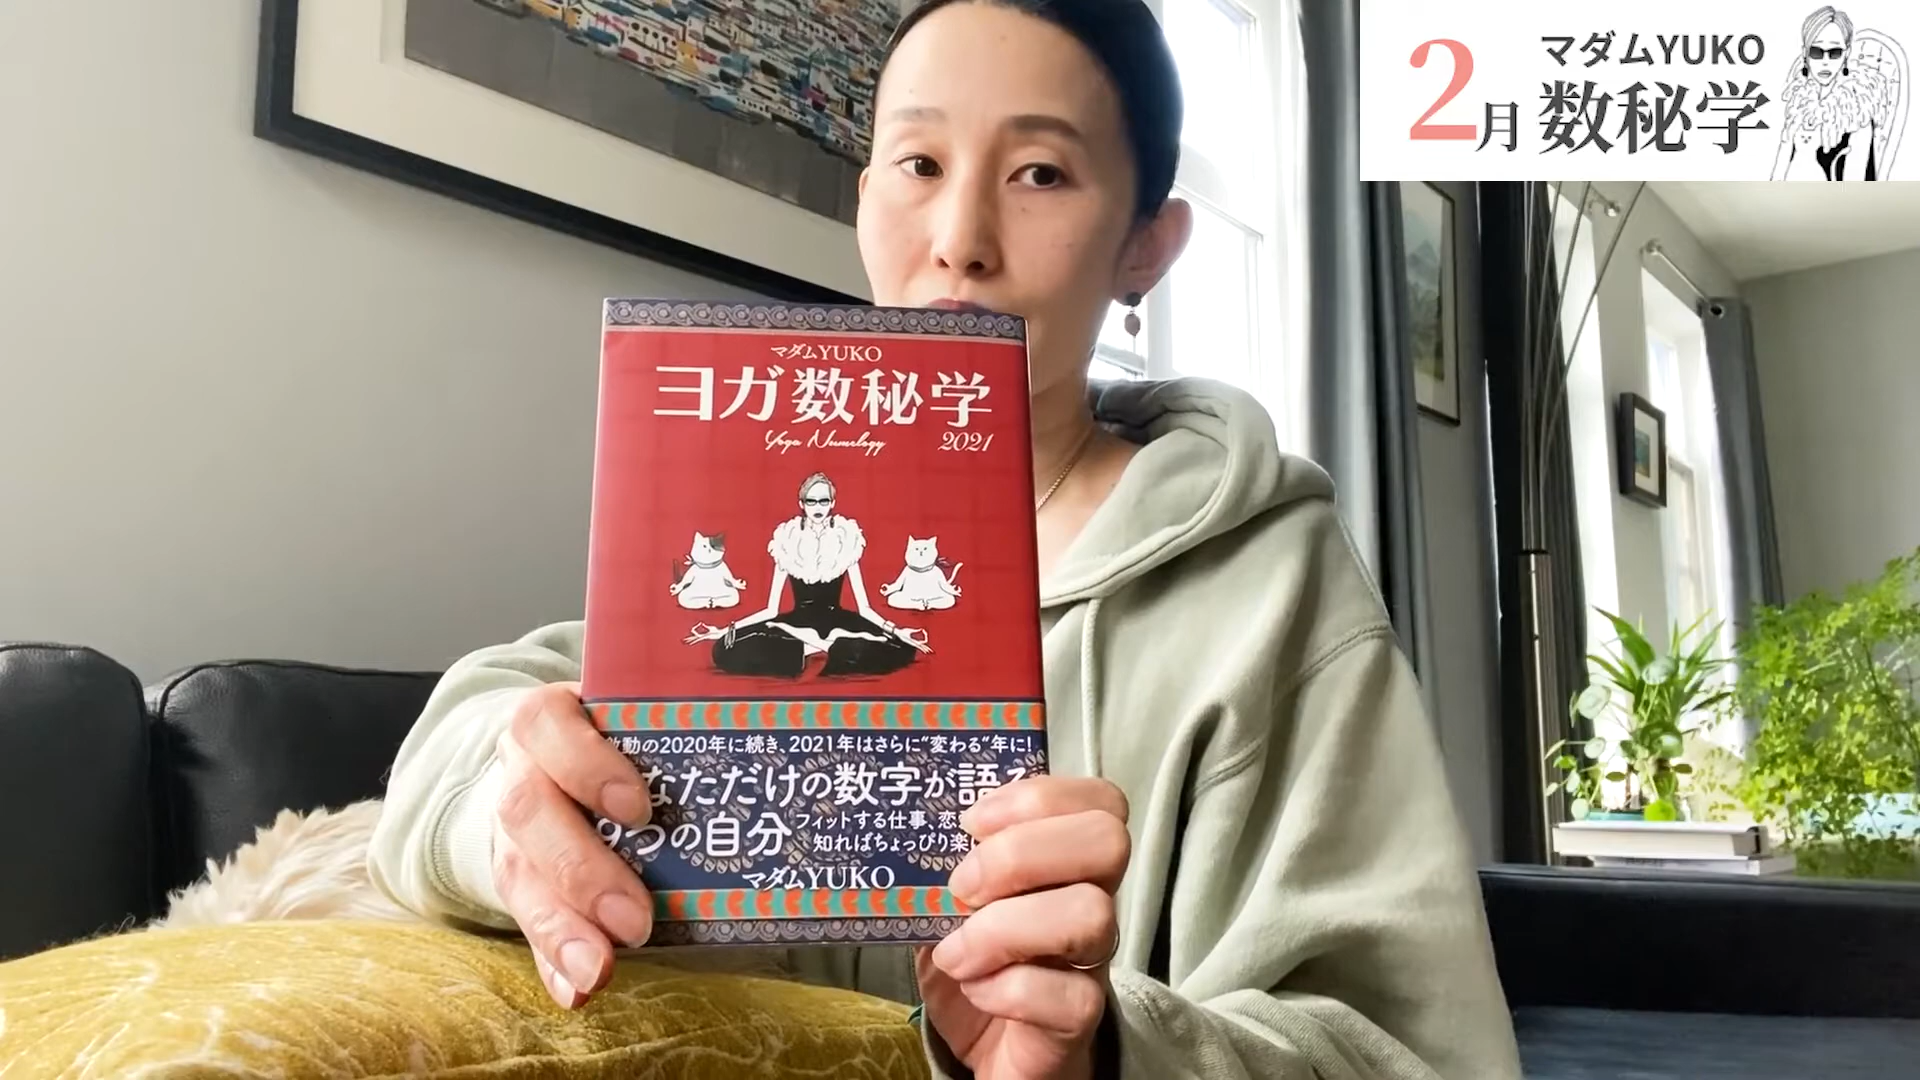 マダムYUKO
2月 数秘学
マダムYUKO
ヨガ数秘学
Yoga Numerology 2021
動の2020年に続き、2021年はさらに“変わる”年に!
なただけの数字が語る
9つの自分
フィットする仕事、恋
知ればちょっぴり楽
マダムYUKO